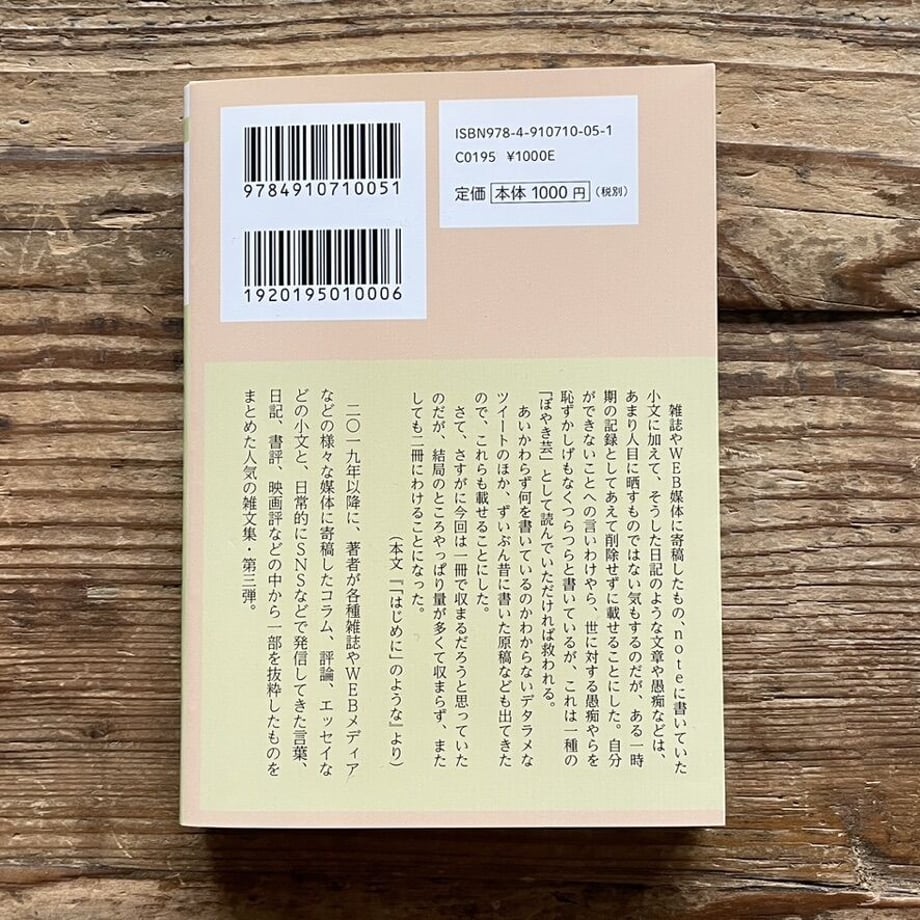 9784910710051
1920195010006
ISBN978-4-910710-05-1
C0195 ¥1000E
定価 本体 1000 円 (税別)
雑誌やWEB媒体に寄稿したもの、noteに書いていた
小文に加えて、そうした日記のような文章や愚痴などは、
あまり人目に晒すものではない気もするのだが、ある一時
期の記録としてあえて削除せずに載せることにした。自分
ができないことへの言いわけやら、世に対する愚痴やらを
恥ずかしげもなくつらつらと書いているが、これは一種の
『ぼやき芸』として読んでいただければ救われる。
あいかわらず何を書いているのかわからないデタラメな
ツイートのほか、ずいぶん昔に書いた原稿なども出てきた
ので、これらも載せることにした。
さて、さすがに今回は一冊で収まるだろうと思っていた
のだが、結局のところやっぱり量が多くて収まらず、また
しても二冊にわけることになった。
(本文『「はじめに」のような』より)
二〇一九年以降に、著者が各種雑誌やWEBメディア
などの様々な媒体に寄稿したコラム、評論、エッセイな
どの小文と、日常的にSNSなどで発信してきた言葉、
日記、書評、映画評などの中から一部を抜粋したものを
まとめた人気の雑文集・第三弾。